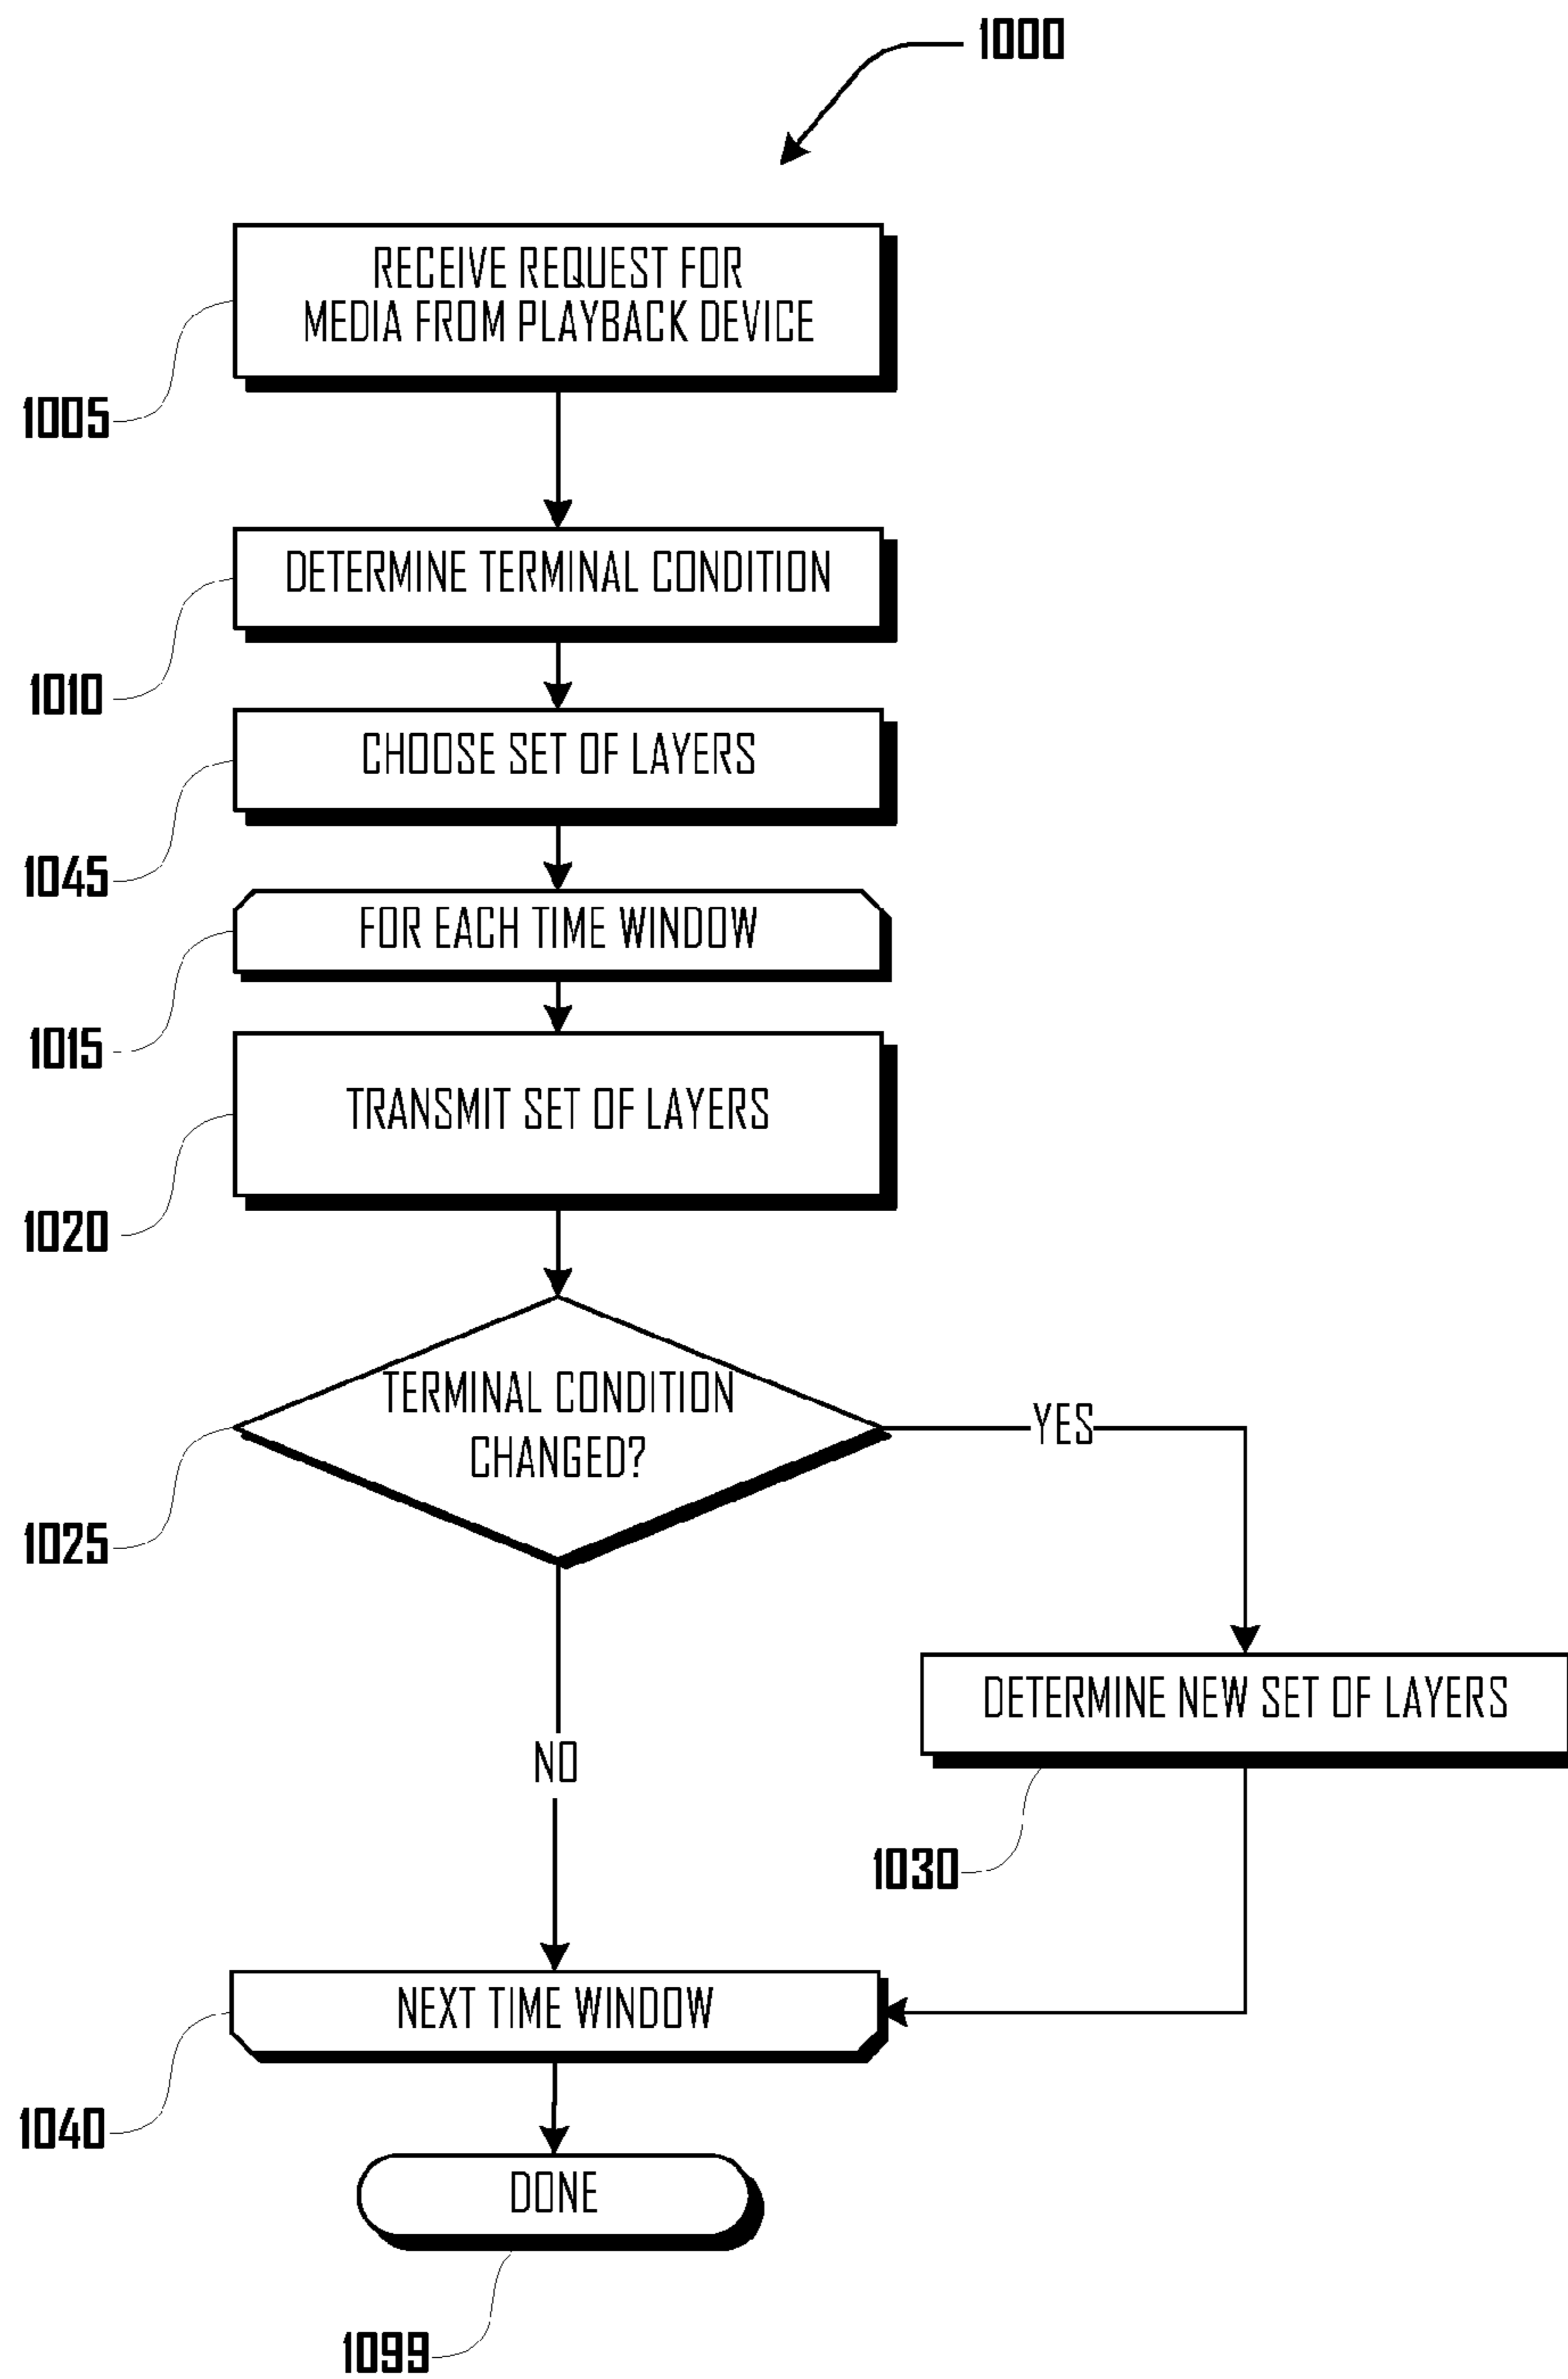 1000
RECEIVE REQUEST FOR
MEDIA FROM PLAYBACK DEVICE
1005
DETERMINE TERMINAL CONDITION
1010
CHOOSE SET OF LAYERS
1045
FOR EACH TIME WINDOW
1015
TRANSMIT SET OF LAYERS
1020
TERMINAL CONDITION
CHANGED?
YES
1025
DETERMINE NEW SET OF LAYERS
NO
1030
NEXT TIME WINDOW
1040
DONE
1099